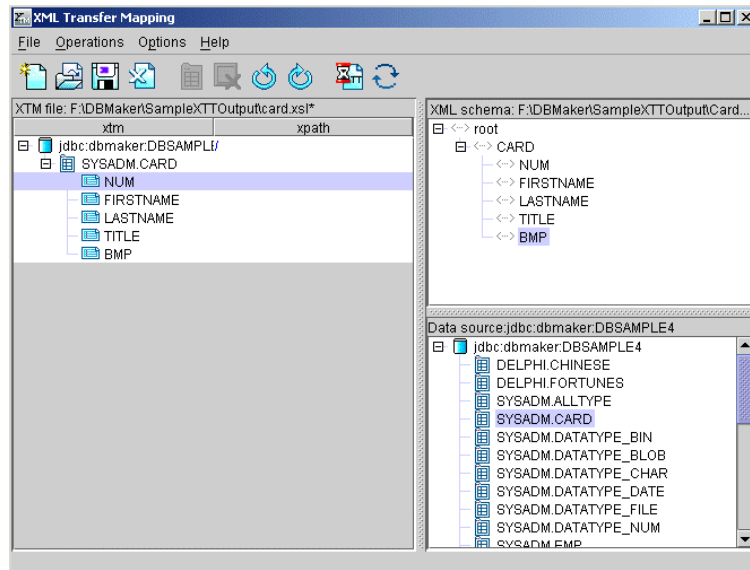 XML Transfer Mapping
File Operations Options Help
XTM file: F:\DBMaker\SampleXTTOutput\card.xsl*
xtm xpath
jdbc:dbmaker:DBSAMPLE /
SYSADM.CARD
NUM
FIRSTNAME
LASTNAME
TITLE
BMP
XML schema: F:\DBMaker\SampleXTTOutput\Card...
root
CARD
NUM
FIRSTNAME
LASTNAME
TITLE
BMP
Data source:jdbc:dbmaker:DBSAMPLE4
jdbc:dbmaker:DBSAMPLE4
DELPHI.CHINESE
DELPHI.FORTUNES
SYSADM.ALLTYPE
SYSADM.CARD
SYSADM.DATATYPE_BIN
SYSADM.DATATYPE_BLOB
SYSADM.DATATYPE_CHAR
SYSADM.DATATYPE_DATE
SYSADM.DATATYPE_FILE
SYSADM.DATATYPE_NUM
SYSADM.EMP